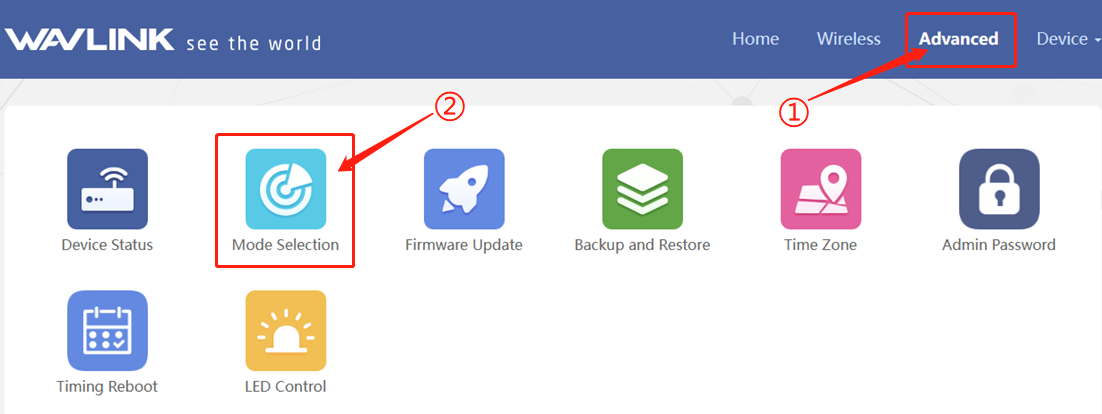 WAVLINK see the world
Home Wireless Advanced Device
①
②
Device Status Mode Selection Firmware Update Backup and Restore Time Zone Admin Password
Timing Reboot LED Control